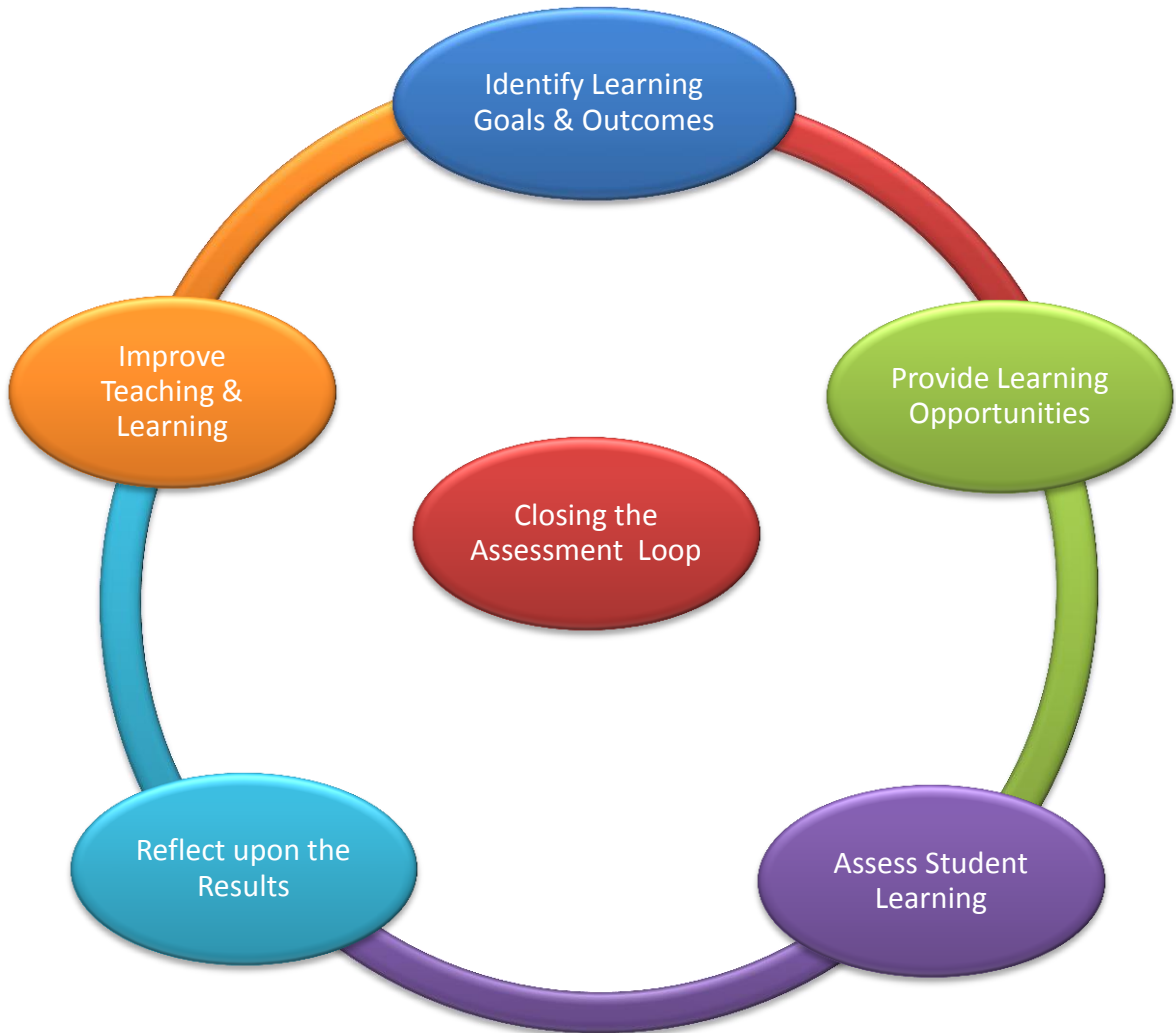 Identify Learning
Goals & Outcomes
Improve
Teaching &
Learning
Provide Learning
Opportunities
Closing the
Assessment  Loop
Reflect upon the
Results
Assess Student
Learning